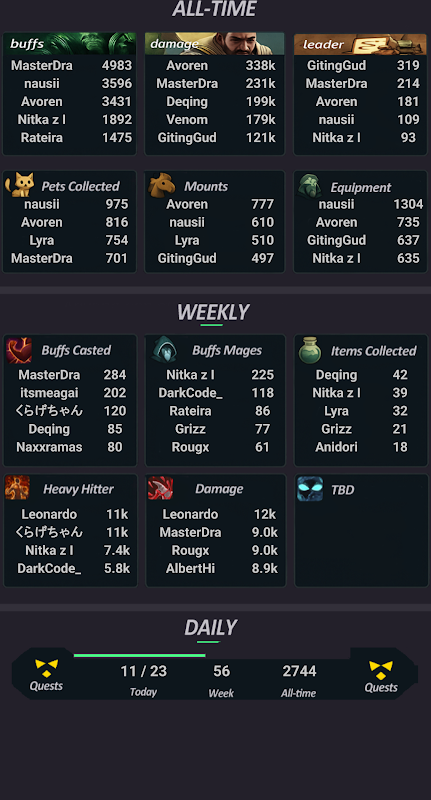 ALL-TIME
buffs
MasterDra 4983
nausii 3596
Avoren 3431
Nitka z I 1892
Rateira 1475
damage
Avoren 338k
MasterDra 231k
Deqing 199k
Venom 179k
GitingGud 121k
leader
GitingGud 319
MasterDra 214
Avoren 181
nausii 109
Nitka z I 93
Pets Collected
nausii 975
Avoren 816
Lyra 754
MasterDra 701
Mounts
Avoren 777
nausii 610
Lyra 510
GitingGud 497
Equipment
nausii 1304
Avoren 735
GitingGud 637
Nitka z I 635
WEEKLY
Buffs Casted
MasterDra 284
itsmeagai 202
くらげちゃん 120
Deqing 85
Naxxramas 80
Buffs Mages
Nitka z I 225
DarkCode_ 118
Rateira 86
Grizz 77
Rougx 61
Items Collected
Deqing 42
Nitka z I 39
Lyra 32
Grizz 21
Anidori 18
Heavy Hitter
Leonardo 11k
くらげちゃん 11k
Nitka z I 7.4k
DarkCode_ 5.8k
Damage
Leonardo 12k
MasterDra 9.0k
Rougx 9.0k
AlbertHi 8.9k
TBD
DAILY
Quests
11 / 23
Today
56
Week
2744
All-time
Quests